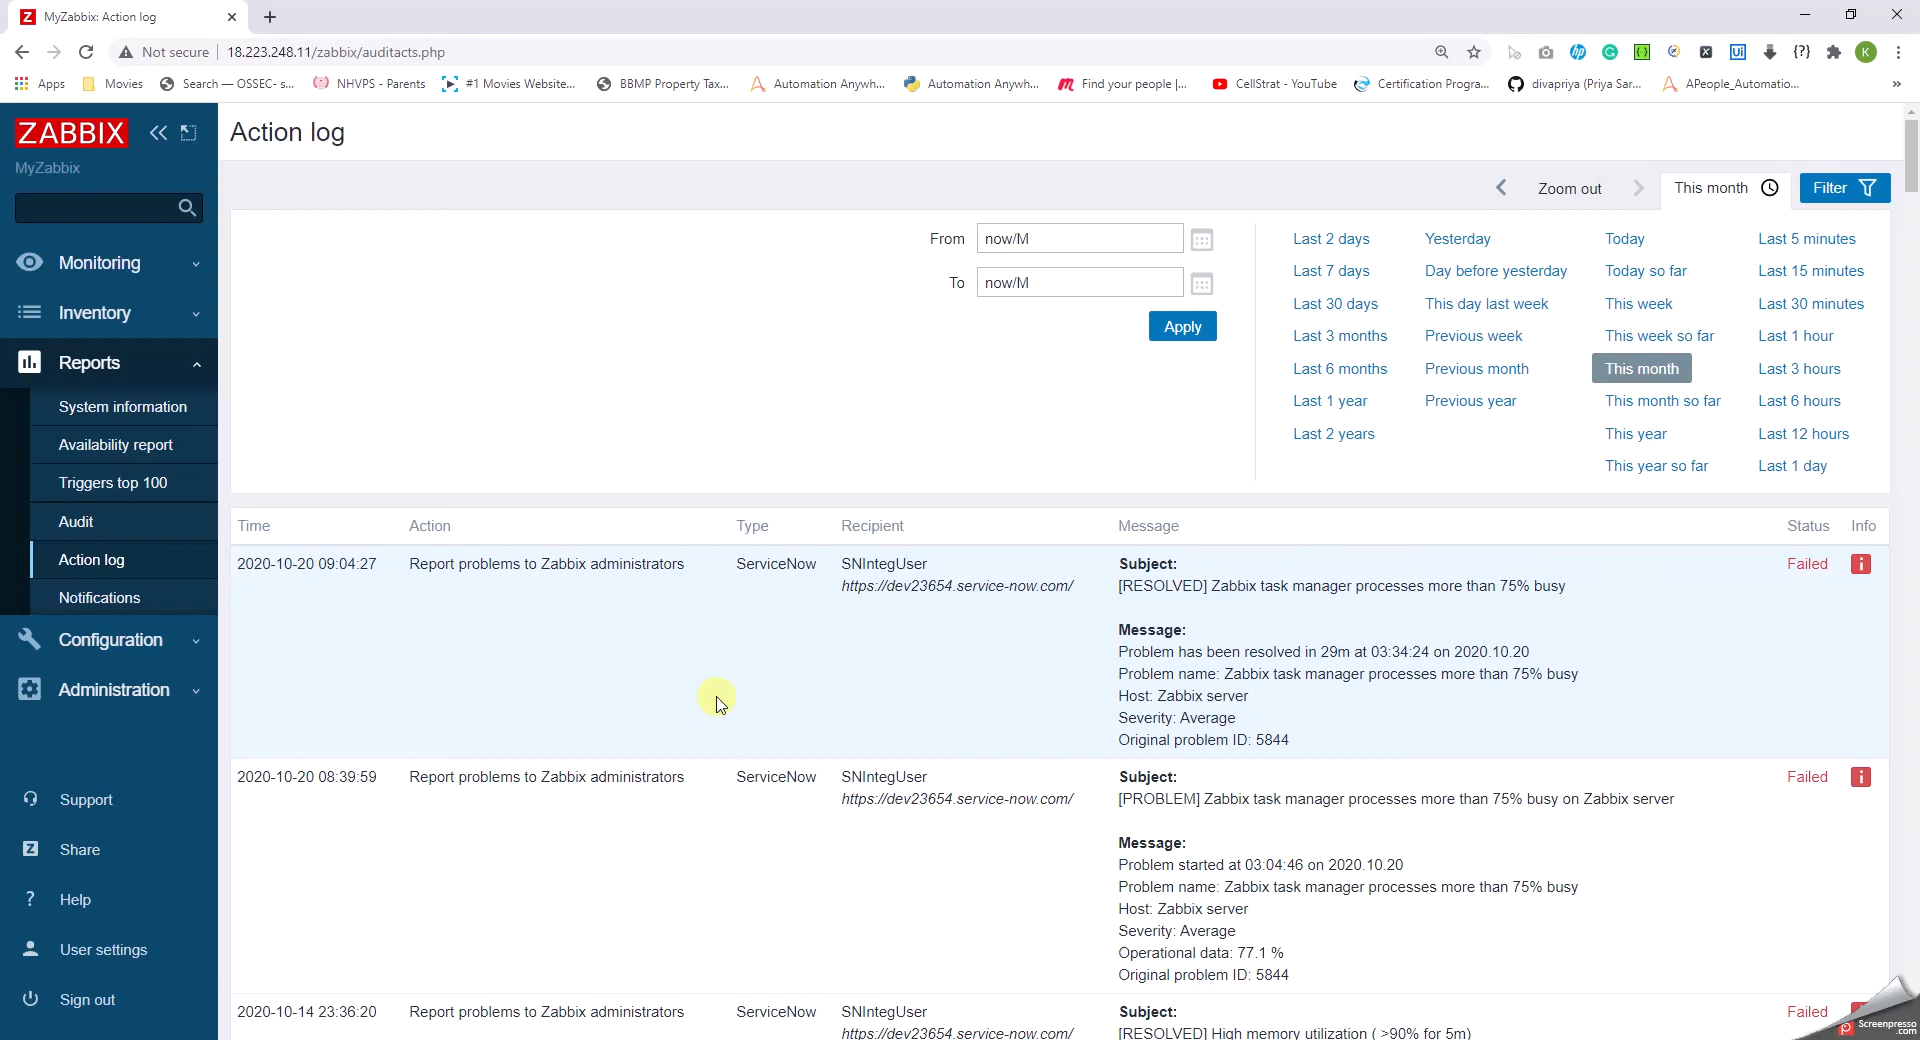 MyZabbix: Action log
Not secure
18.223.248.11/zabbix/auditacts.php
K
Apps
Movies
Search — OSSEC- s...
NHVPS - Parents
#1 Movies Website...
BBMP Property Tax...
Automation Anywh...
Automation Anywh...
Find your people |...
CellStrat - YouTube
Certification Progra...
divapriya (Priya Sar...
APeople_Automatio...
ZABBIX
MyZabbix
Monitoring
Inventory
Reports
System information
Availability report
Triggers top 100
Audit
Action log
Notifications
Configuration
Administration
Support
Share
Help
User settings
Sign out
Action log
Zoom out
This month
Filter
From now/M
To now/M
Apply
Last 2 days Yesterday Today Last 5 minutes
Last 7 days Day before yesterday Today so far Last 15 minutes
Last 30 days This day last week This week Last 30 minutes
Last 3 months Previous week This week so far Last 1 hour
Last 6 months Previous month This month Last 3 hours
Last 1 year Previous year This month so far Last 6 hours
Last 2 years This year Last 12 hours
This year so far Last 1 day
Time Action Type Recipient Message Status Info
2020-10-20 09:04:27 Report problems to Zabbix administrators ServiceNow SNIntegUser Subject: Failed
https://dev23654.service-now.com/ [RESOLVED] Zabbix task manager processes more than 75% busy
Message:
Problem has been resolved in 29m at 03:34:24 on 2020.10.20
Problem name: Zabbix task manager processes more than 75% busy
Host: Zabbix server
Severity: Average
Original problem ID: 5844
2020-10-20 08:39:59 Report problems to Zabbix administrators ServiceNow SNIntegUser Subject: Failed
https://dev23654.service-now.com/ [PROBLEM] Zabbix task manager processes more than 75% busy on Zabbix server
Message:
Problem started at 03:04:46 on 2020.10.20
Problem name: Zabbix task manager processes more than 75% busy
Host: Zabbix server
Severity: Average
Operational data: 77.1 %
Original problem ID: 5844
2020-10-14 23:36:20 Report problems to Zabbix administrators ServiceNow SNIntegUser Subject: Failed
https://dev23654.service-now.com/ [RESOLVED] High memory utilization ( >90% for 5m)
Screenpresso
.com